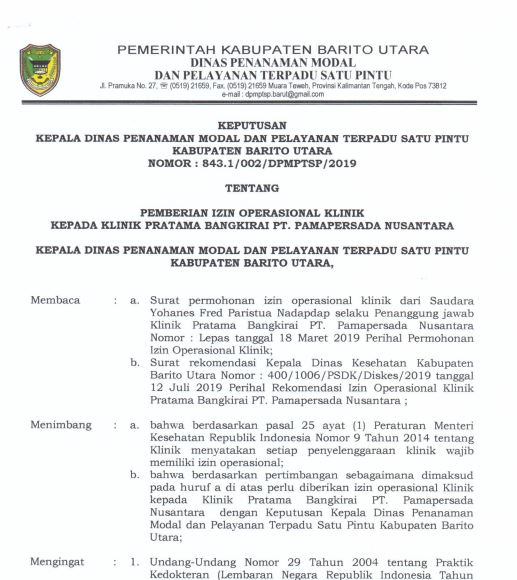 PEMERINTAH KABUPATEN BARITO UTARA
DINAS PENANAMAN MODAL
DAN PELAYANAN TERPADU SATU PINTU
Jl. Pramuka No. 27, ☏ (0519) 21659, Fax. (0519) 21659 Muara Teweh, Provinsi Kalimantan Tengah, Kode Pos 73812
e-mail : dpmptsp.barut@gmail.com
KEPUTUSAN
KEPALA DINAS PENANAMAN MODAL DAN PELAYANAN TERPADU SATU PINTU
KABUPATEN BARITO UTARA
NOMOR : 843.1/002/DPMPTSP/2019
TENTANG
PEMBERIAN IZIN OPERASIONAL KLINIK
KEPADA KLINIK PRATAMA BANGKIRAI PT. PAMAPERSADA NUSANTARA
KEPALA DINAS PENANAMAN MODAL DAN PELAYANAN TERPADU SATU PINTU
KABUPATEN BARITO UTARA,
Membaca : a. Surat permohonan izin operasional klinik dari Saudara
Yohanes Fred Paristua Nadapdap selaku Penanggung jawab
Klinik Pratama Bangkirai PT. Pamapersada Nusantara
Nomor : Lepas tanggal 18 Maret 2019 Perihal Permohonan
Izin Operasional Klinik;
b. Surat rekomendasi Kepala Dinas Kesehatan Kabupaten
Barito Utara Nomor : 400/1006/PSDK/Diskes/2019 tanggal
12 Juli 2019 Perihal Rekomendasi Izin Operasional Klinik
Pratama Bangkirai PT. Pamapersada Nusantara ;
Menimbang : a. bahwa berdasarkan pasal 25 ayat (1) Peraturan Menteri
Kesehatan Republik Indonesia Nomor 9 Tahun 2014 tentang
Klinik menyatakan setiap penyelenggaraan klinik wajib
memiliki izin operasional;
b. bahwa berdasarkan pertimbangan sebagaimana dimaksud
pada huruf a di atas perlu diberikan izin operasional Klinik
kepada Klinik Pratama Bangkirai PT. Pamapersada
Nusantara dengan Keputusan Kepala Dinas Penanaman
Modal dan Pelayanan Terpadu Satu Pintu Kabupaten Barito
Utara;
Mengingat : 1. Undang-Undang Nomor 29 Tahun 2004 tentang Praktik
Kedokteran (Lembaran Negara Republik Indonesia Tahun